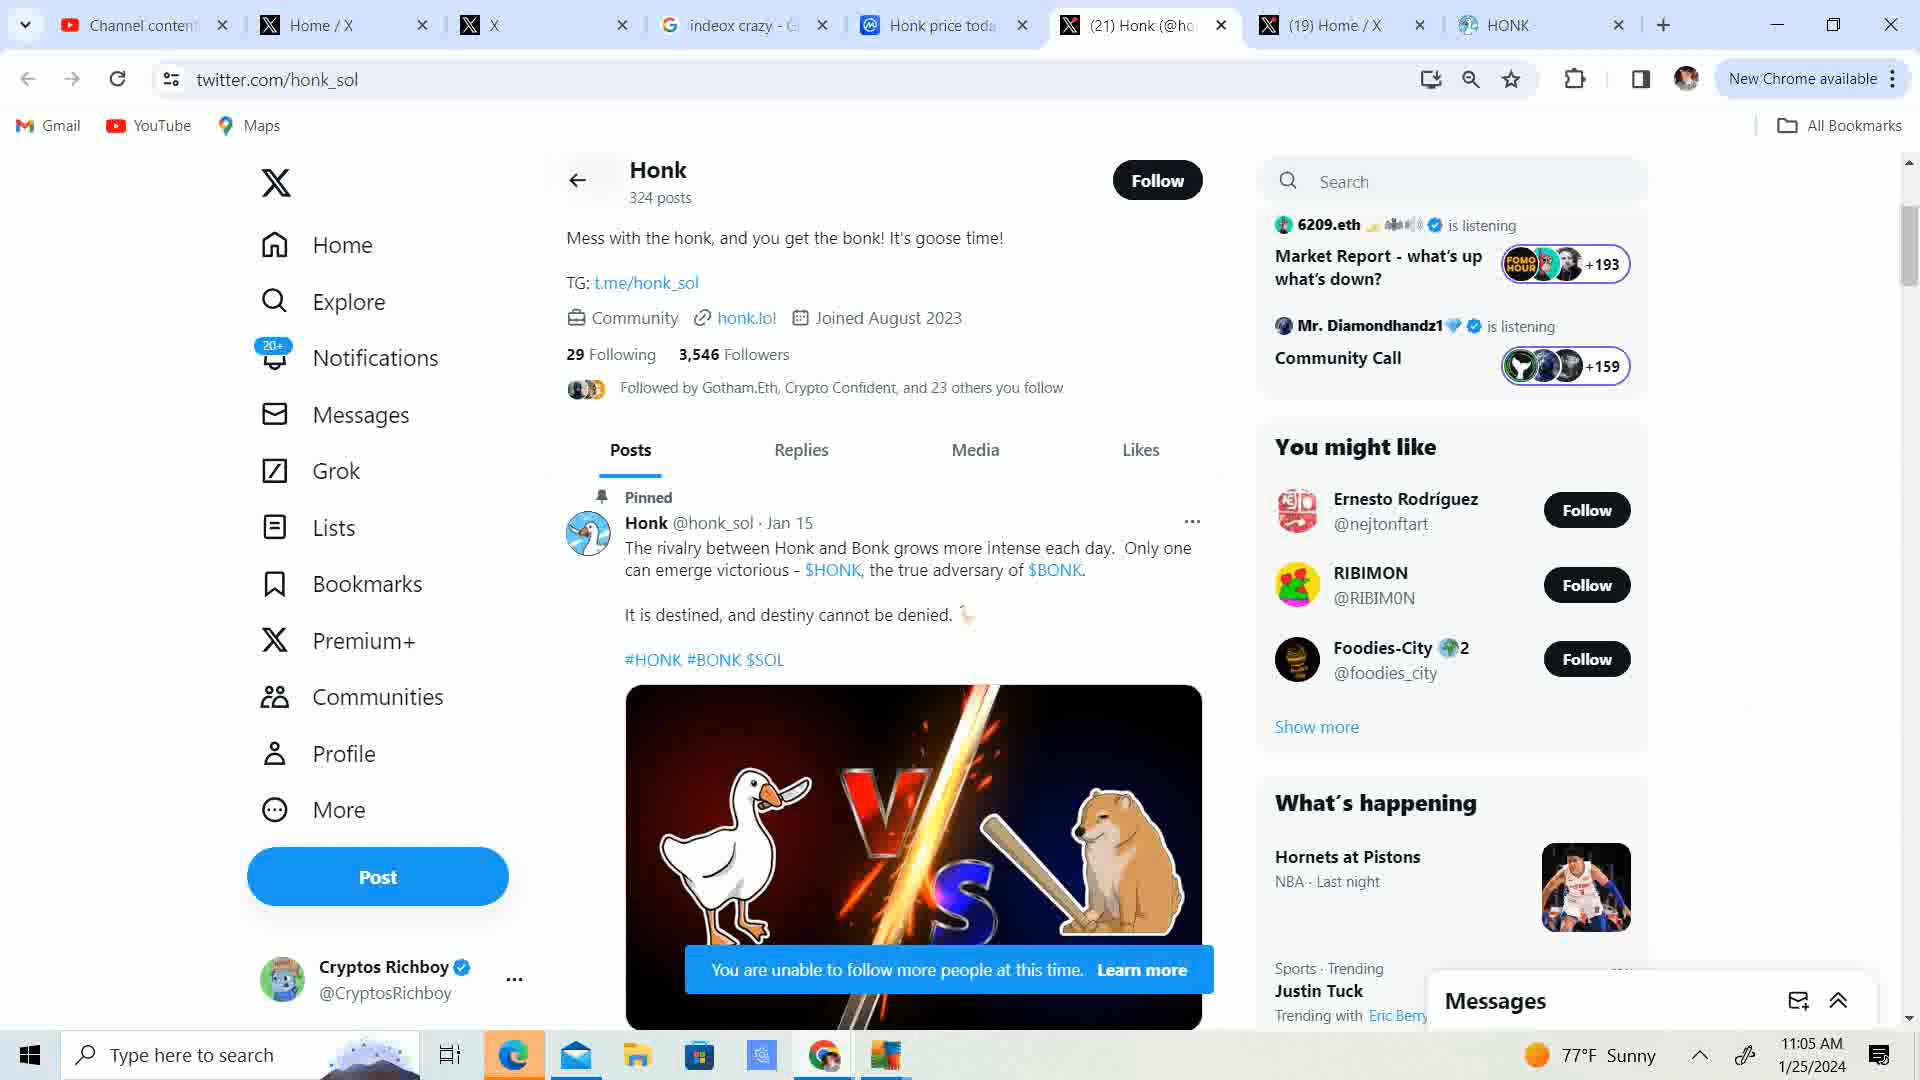 Channel content
Home / X
X
indeox crazy - G
Honk price toda
(21) Honk (@ho
(19) Home / X
HONK
twitter.com/honk_sol
New Chrome available
Gmail
YouTube
Maps
All Bookmarks
Home
Explore
20+
Notifications
Messages
Grok
Lists
Bookmarks
Premium+
Communities
Profile
More
Post
Cryptos Richboy
@CryptosRichboy
Honk
324 posts
Follow
Mess with the honk, and you get the bonk! It's goose time!
TG: t.me/honk_sol
Community honk.lol Joined August 2023
29 Following 3,546 Followers
Followed by Gotham.Eth, Crypto Confident, and 23 others you follow
Posts Replies Media Likes
Pinned
Honk @honk_sol · Jan 15
The rivalry between Honk and Bonk grows more intense each day. Only one
can emerge victorious - $HONK, the true adversary of $BONK.
It is destined, and destiny cannot be denied.
#HONK #BONK $SOL
VS
You are unable to follow more people at this time. Learn more
Search
6209.eth is listening
Market Report - what's up
what's down?
FOMO
HOUR
+193
Mr. Diamondhandz1 is listening
Community Call
+159
You might like
Ernesto Rodríguez
@nejtonftart
Follow
RIBIMON
@RIBIM0N
Follow
Foodies-City 2
@foodies_city
Follow
Show more
What´s happening
Hornets at Pistons
NBA · Last night
Sports · Trending
Justin Tuck
Trending with Eric Berry
Messages
Type here to search
77°F Sunny
11:05 AM
1/25/2024